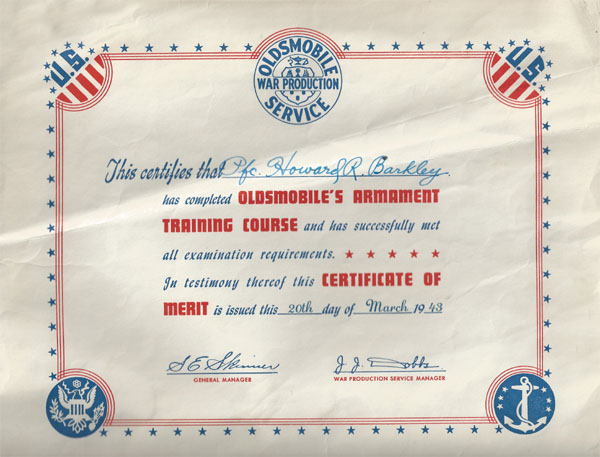 U.S.
OLDSMOBILE
WAR PRODUCTION
SERVICE
U.S.
This certifies that Pfc. Howard R. Barkley
has completed OLDSMOBILE'S ARMAMENT
TRAINING COURSE and has successfully met
all examination requirements. ★ ★ ★ ★ ★
In testimony thereof this CERTIFICATE OF
MERIT is issued this 20th day of March 1943
S E Skinner J. J. Dobbs
GENERAL MANAGER WAR PRODUCTION SERVICE MANAGER